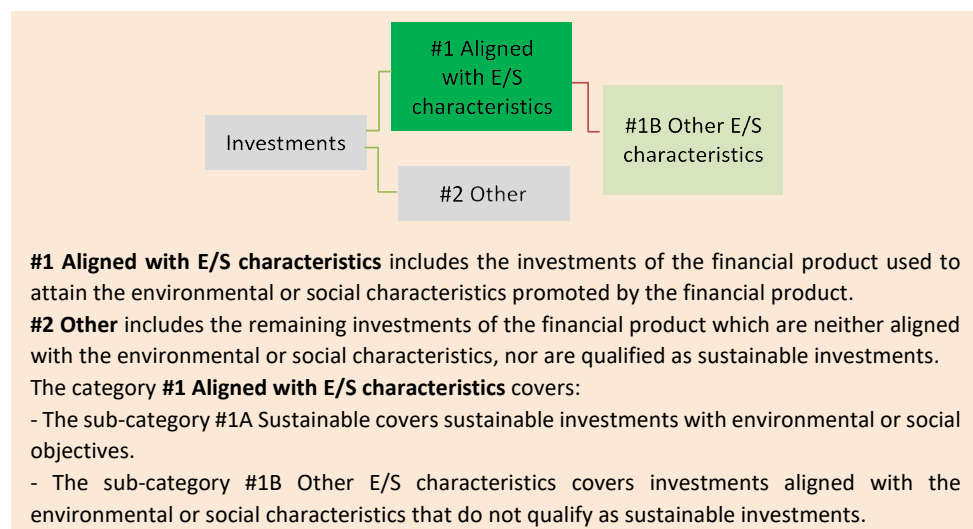 #1 Aligned
with E/S
characteristics
#1B Other E/S
characteristics
Investments
#2 Other
#1 Aligned with E/S characteristics includes the investments of the financial product used to
attain the environmental or social characteristics promoted by the financial product.
#2 Other includes the remaining investments of the financial product which are neither aligned
with the environmental or social characteristics, nor are qualified as sustainable investments.
The category #1 Aligned with E/S characteristics covers:
- The sub-category #1A Sustainable covers sustainable investments with environmental or social
objectives.
- The sub-category #1B Other E/S characteristics covers investments aligned with the
environmental or social characteristics that do not qualify as sustainable investments.